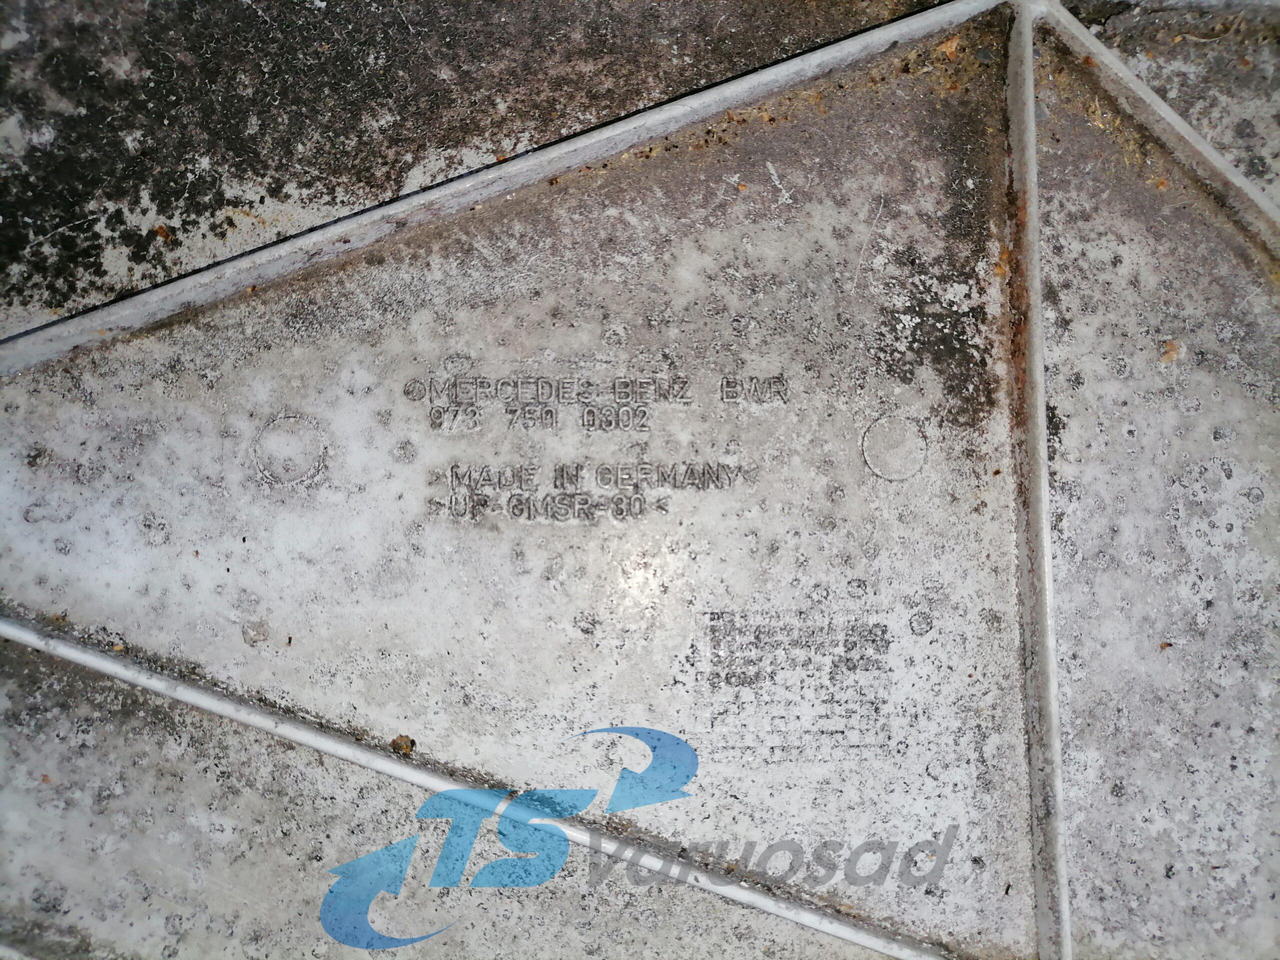 MERCEDES-BENZ BWR
973 750 0302
>MADE IN GERMANY<
>UP-GMSR-30<
TS Varuosad